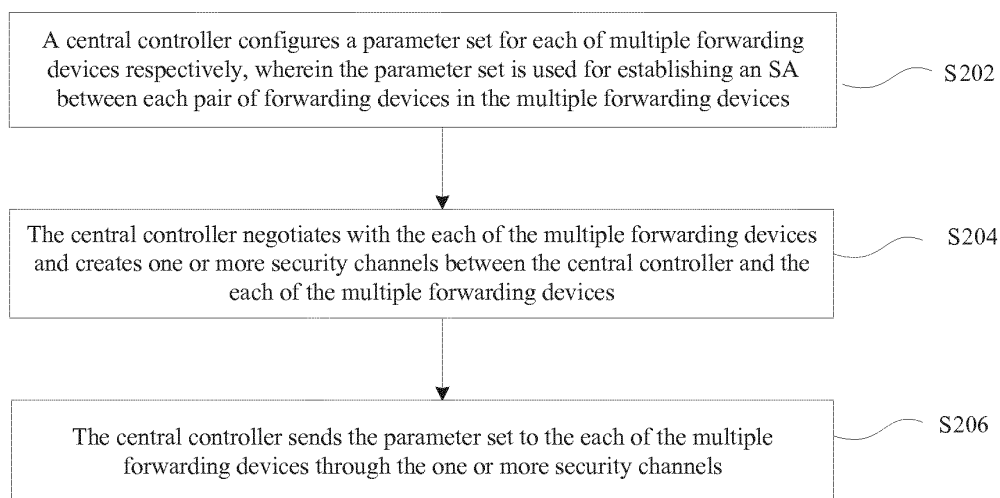 A central controller configures a parameter set for each of multiple forwarding
devices respectively, wherein the parameter set is used for establishing an SA
between each pair of forwarding devices in the multiple forwarding devices
S202
The central controller negotiates with the each of the multiple forwarding devices
and creates one or more security channels between the central controller and the
each of the multiple forwarding devices
S204
The central controller sends the parameter set to the each of the multiple
forwarding devices through the one or more security channels
S206